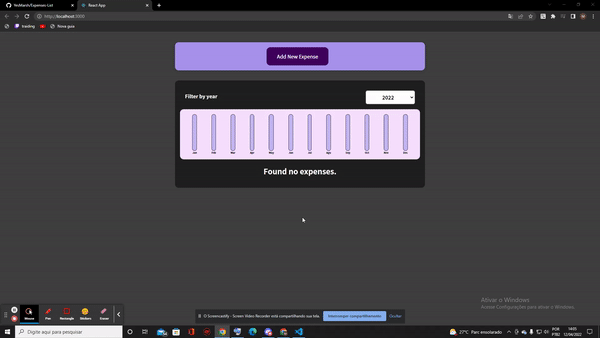 YesMarsh/Expenses-List
React App
http://localhost:3000
trading
Nova guia
Add New Expense
Filter by year
2022
Jan Feb Mar Apr May Jun Jul Ago Sep Oct Nov Dec
Found no expenses.
Ativar o Windows
Acesse Configurações para ativar o Windows.
Mouse Pen Rectangle Stickers Eraser
O Screencastify - Screen Video Recorder está compartilhando sua tela.
Interromper compartilhamento
Ocultar
Digite aqui para pesquisar
27°C Parc ensolarado
POR
PTB2
14:05
12/04/2022